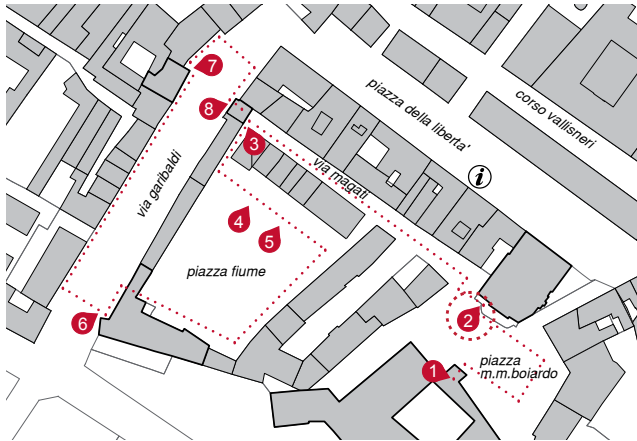 7
8
3
4
5
6
1
2
i
piazza della liberta'
corso vallisneri
via garibaldi
via magati
piazza fiume
piazza
m.m.boiardo